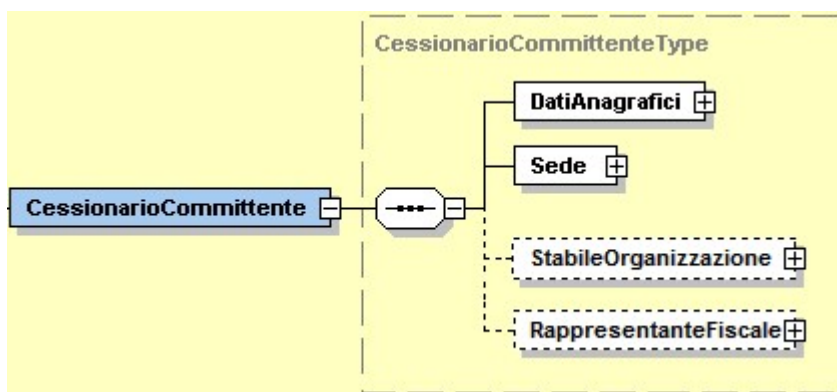 CessionarioCommittenteType
DatiAnagrafici
Sede
CessionarioCommittente
StabileOrganizzazione
RappresentanteFiscale